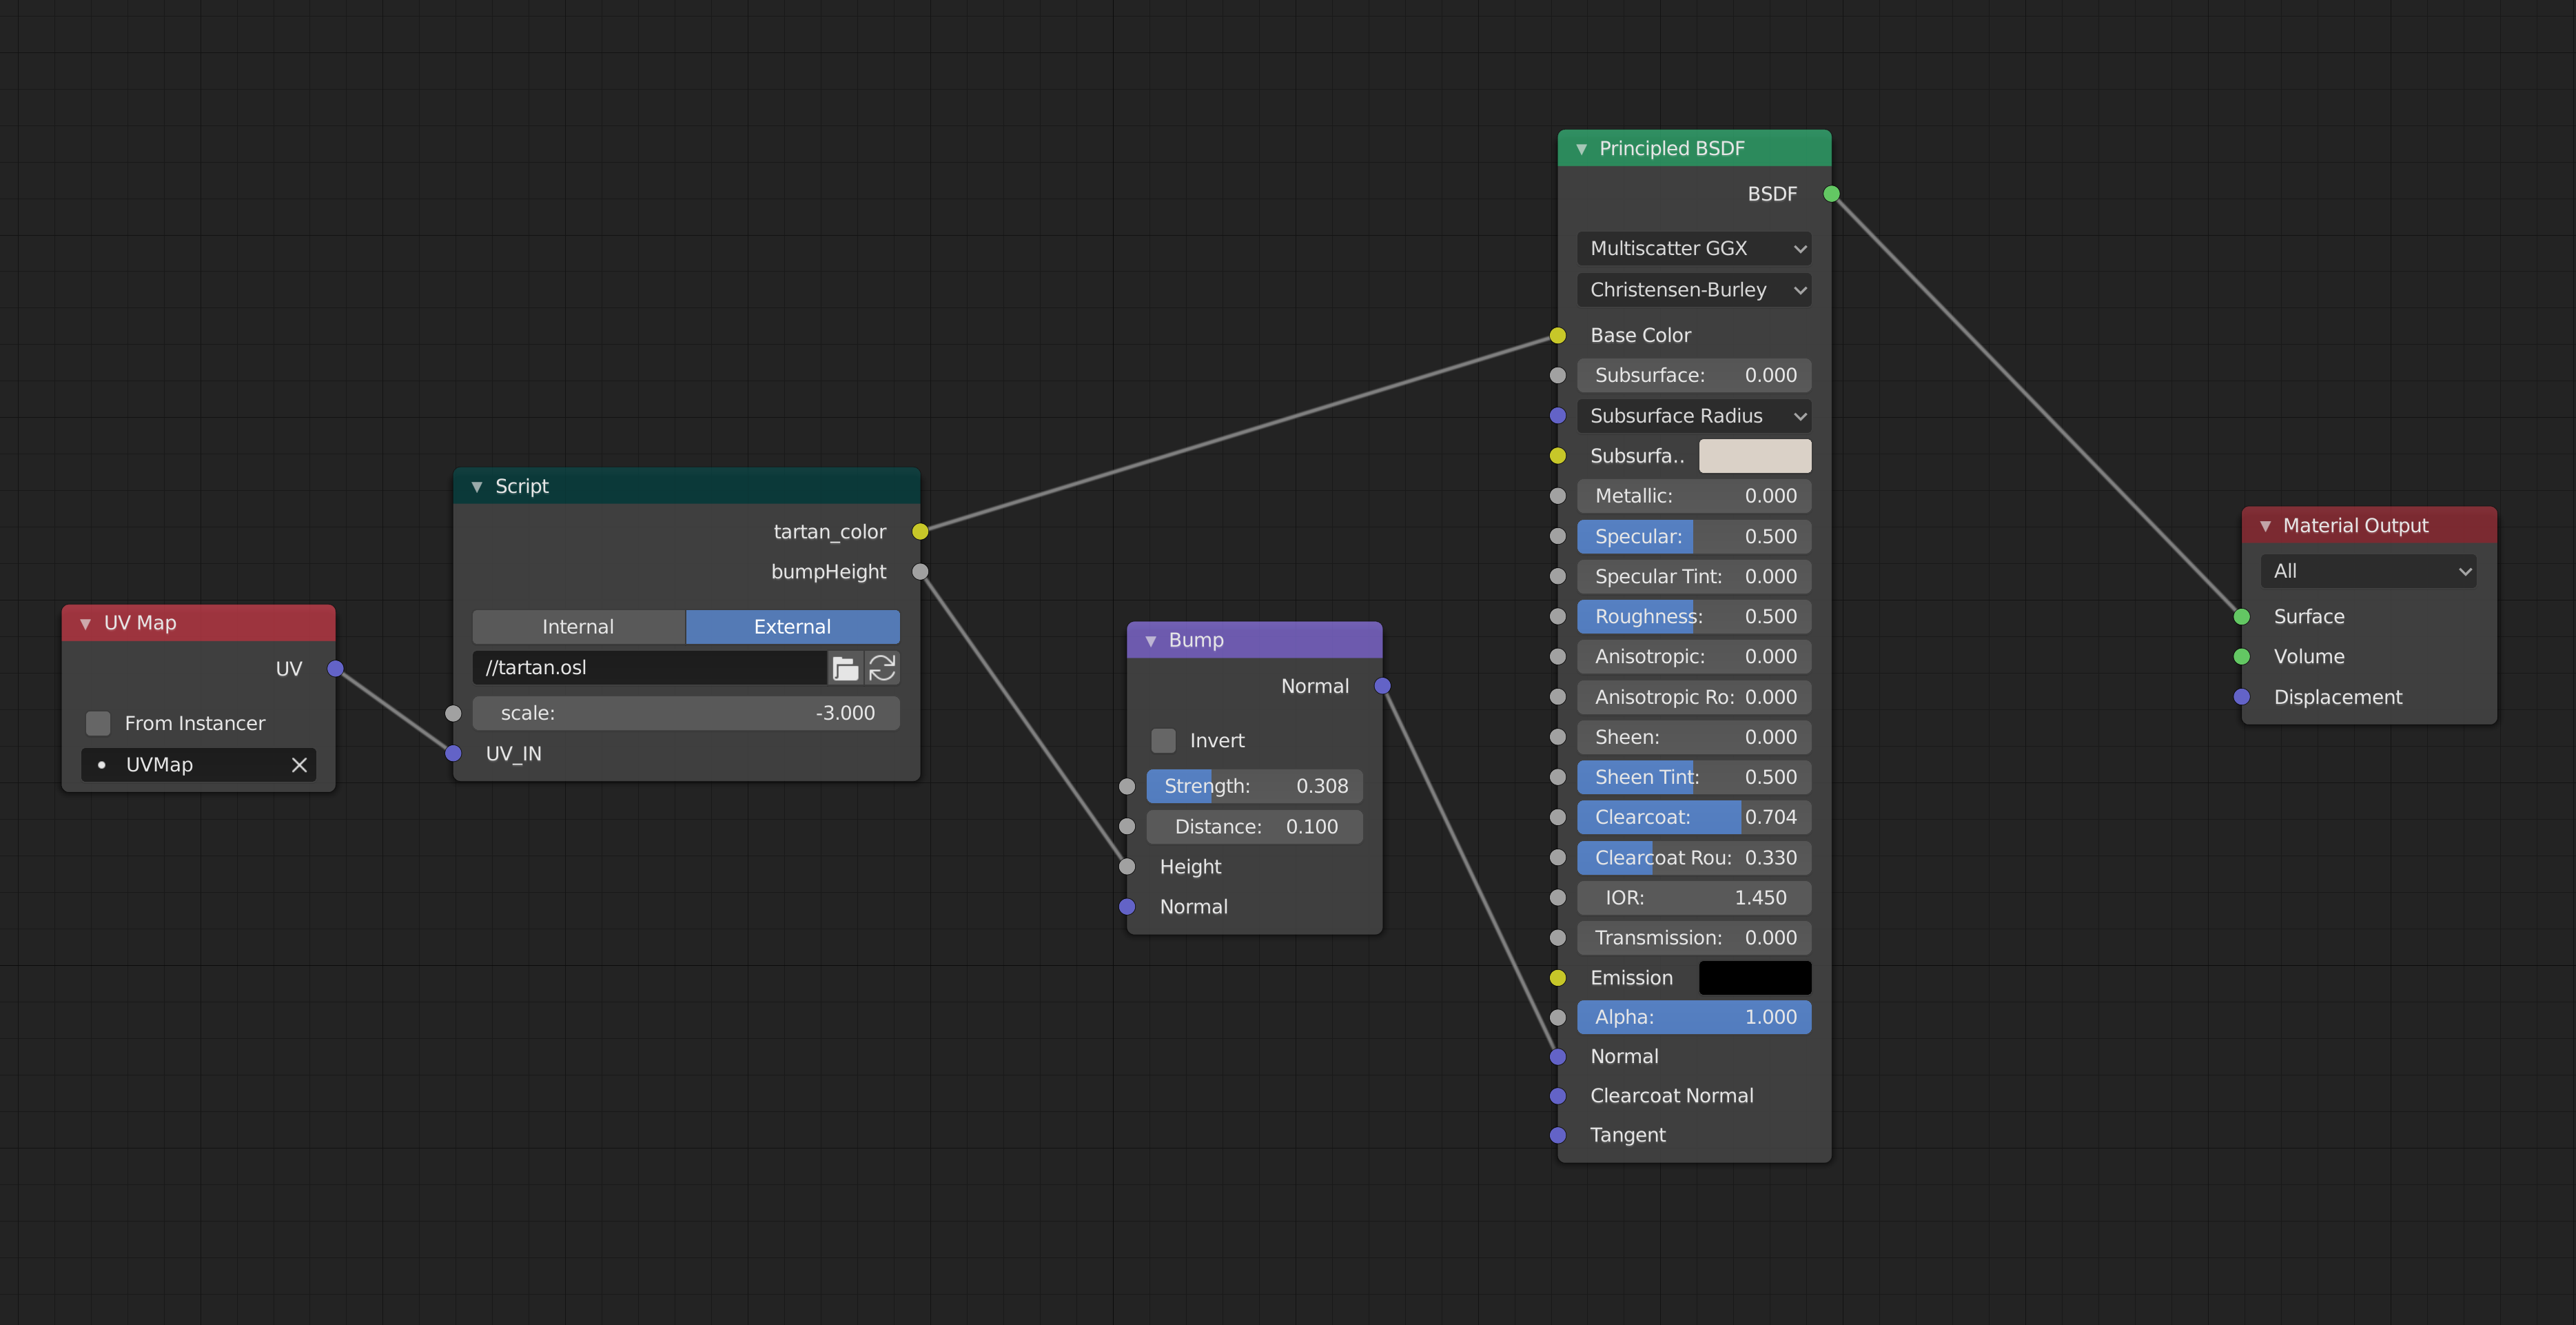 UV Map
UV
From Instancer
UVMap
Script
tartan_color
bumpHeight
Internal External
//tartan.osl
scale: -3.000
UV_IN
Bump
Normal
Invert
Strength: 0.308
Distance: 0.100
Height
Normal
Principled BSDF
BSDF
Multiscatter GGX
Christensen-Burley
Base Color
Subsurface: 0.000
Subsurface Radius
Subsurfa..
Metallic: 0.000
Specular: 0.500
Specular Tint: 0.000
Roughness: 0.500
Anisotropic: 0.000
Anisotropic Ro: 0.000
Sheen: 0.000
Sheen Tint: 0.500
Clearcoat: 0.704
Clearcoat Rou: 0.330
IOR: 1.450
Transmission: 0.000
Emission
Alpha: 1.000
Normal
Clearcoat Normal
Tangent
Material Output
All
Surface
Volume
Displacement